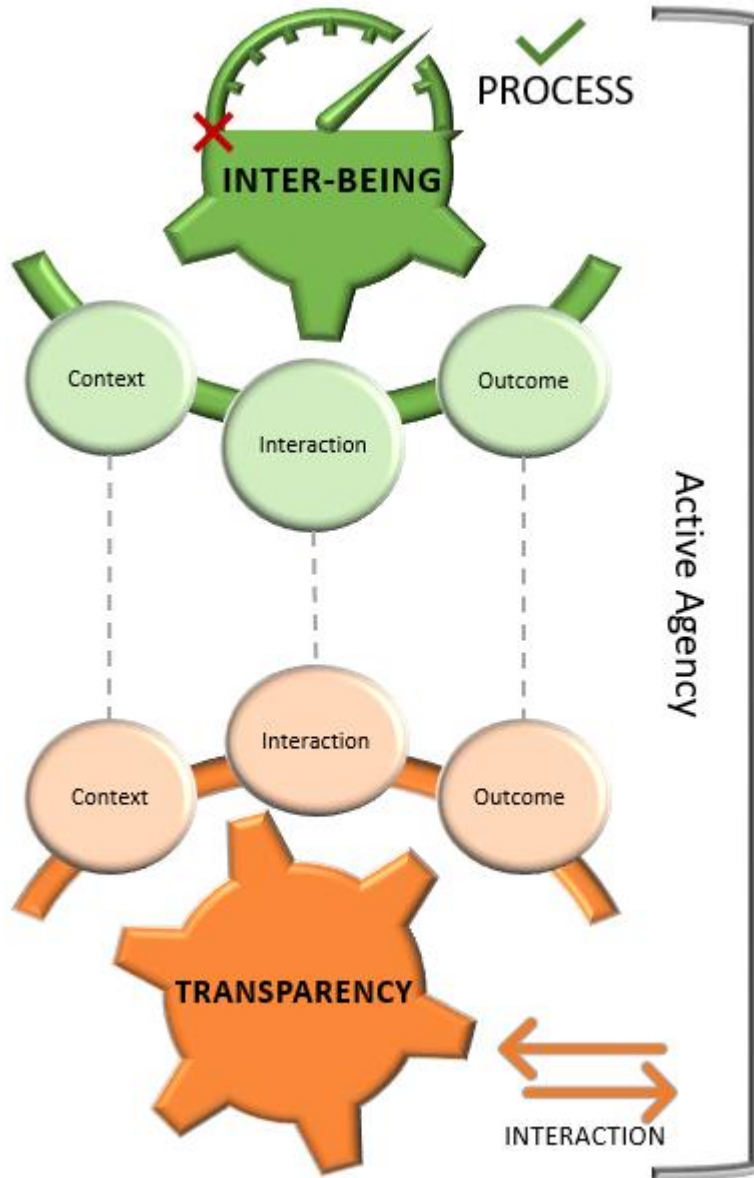 PROCESS
INTER-BEING
Context
Interaction
Outcome
Active Agency
Context
Interaction
Outcome
TRANSPARENCY
INTERACTION